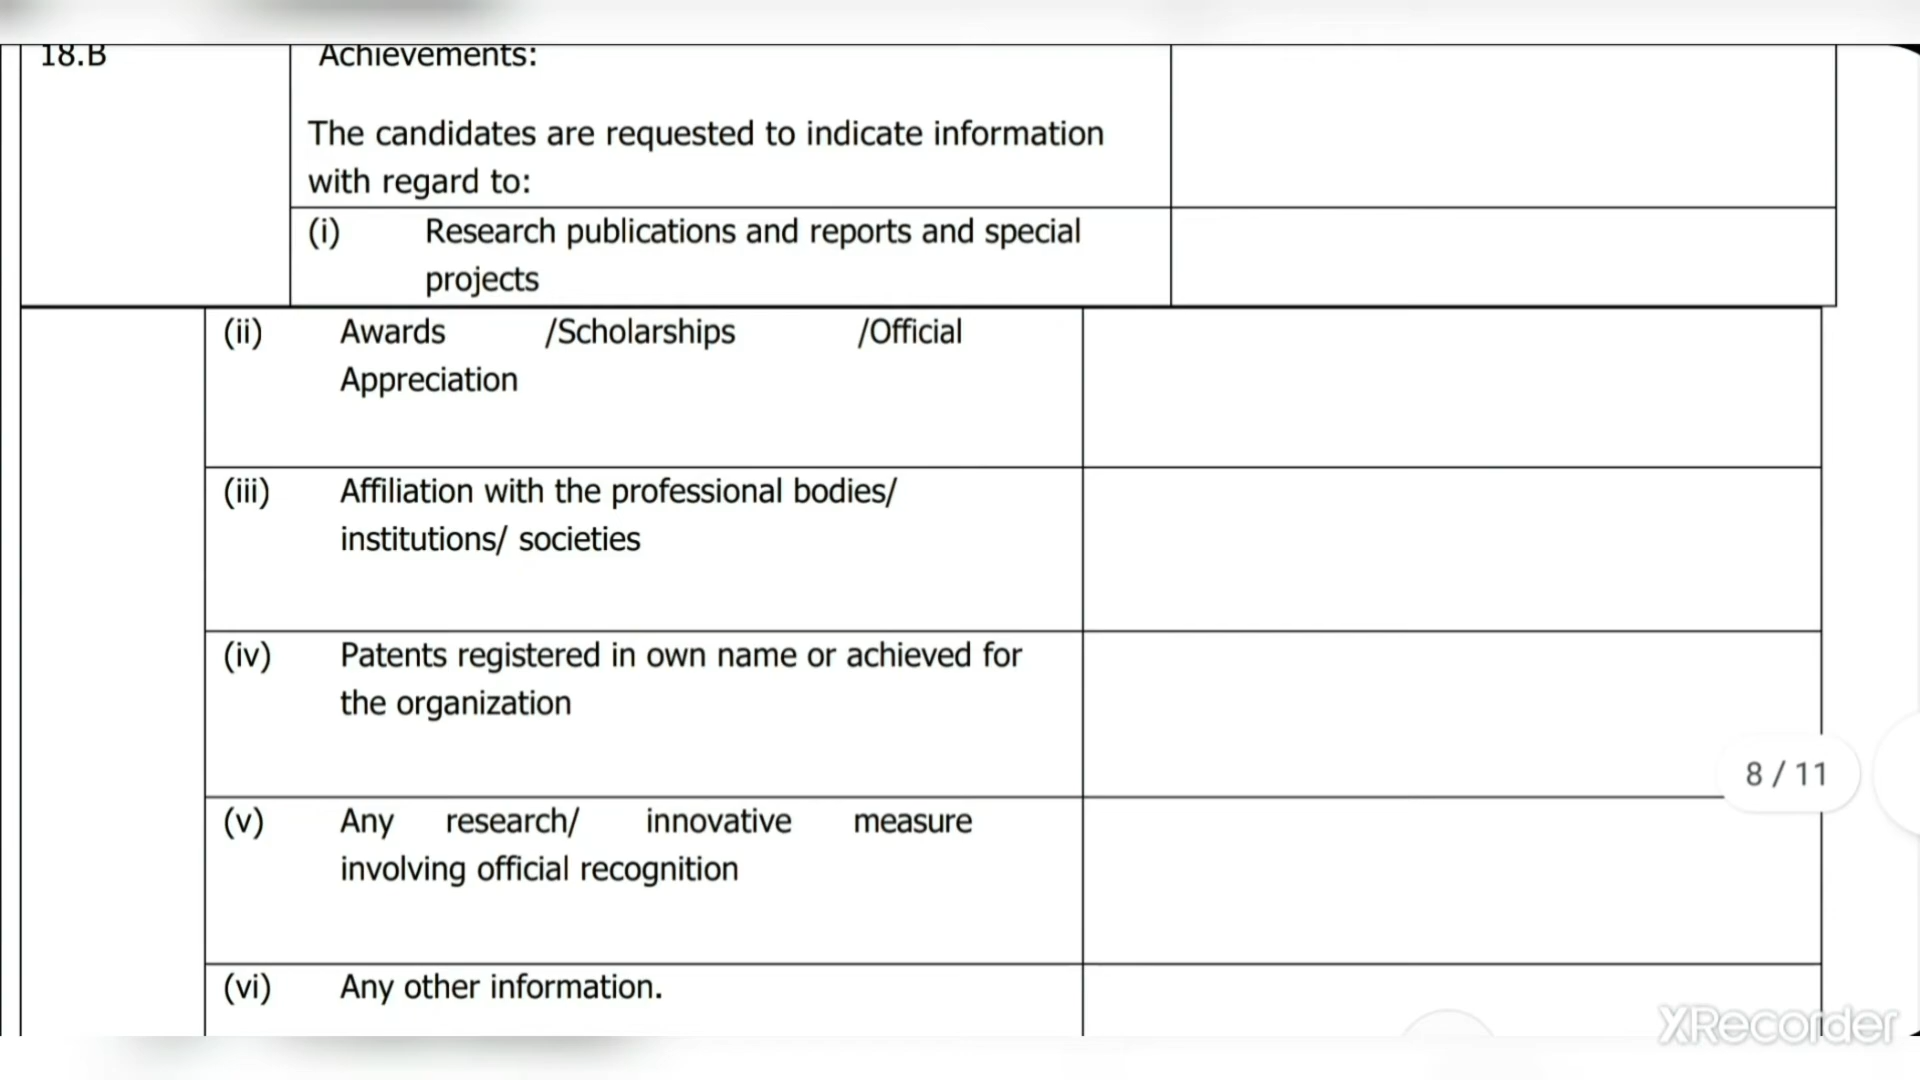 18.B Achievements:
The candidates are requested to indicate information
with regard to:
(i) Research publications and reports and special
projects
(ii) Awards /Scholarships /Official
Appreciation
(iii) Affiliation with the professional bodies/
institutions/ societies
(iv) Patents registered in own name or achieved for
the organization
8 / 11
(v) Any research/ innovative measure
involving official recognition
(vi) Any other information.
XRecorder